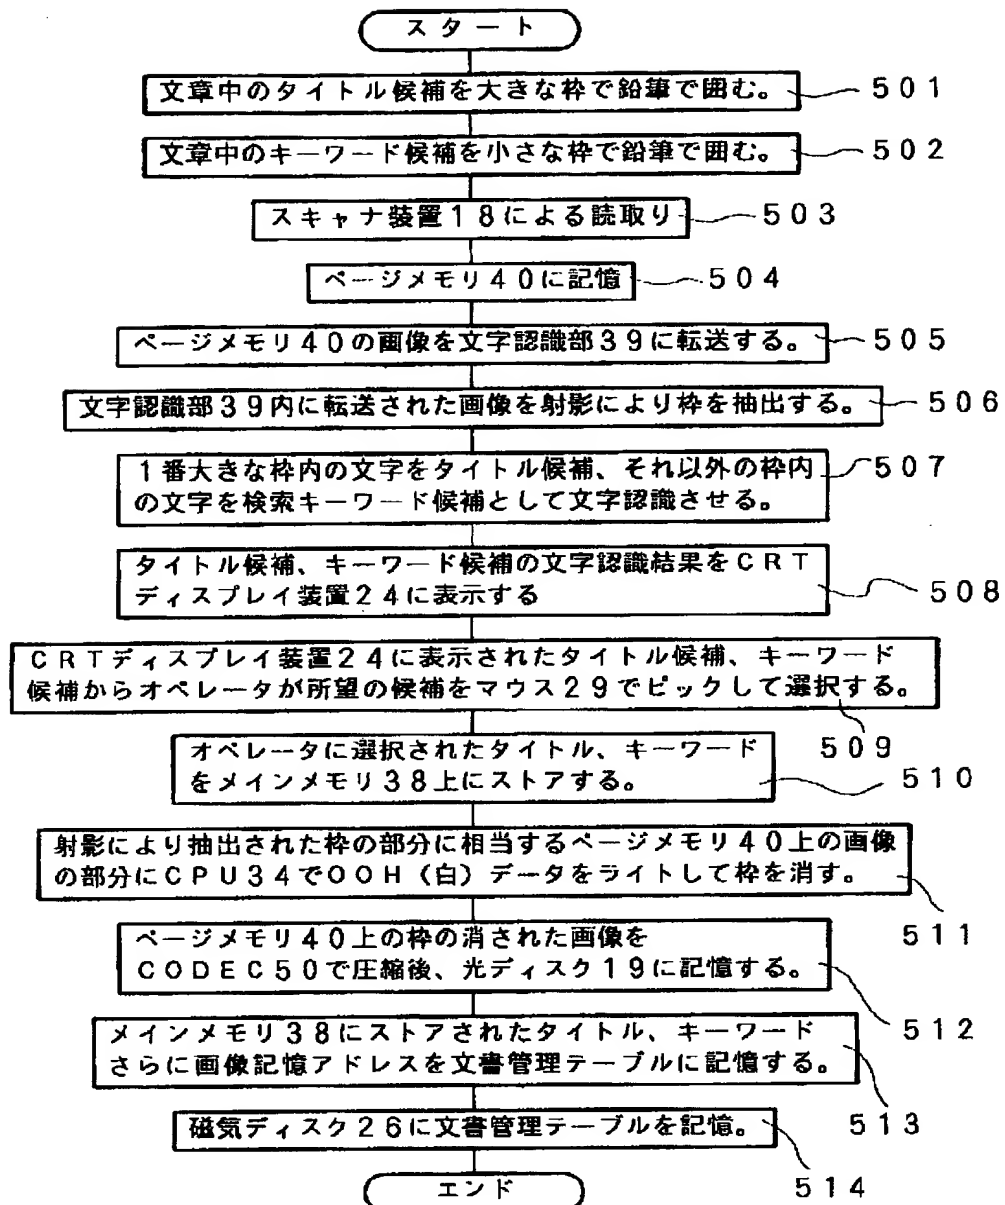 スタート
文章中のタイトル候補を大きな枠で鉛筆で囲む。 501
文章中のキーワード候補を小さな枠で鉛筆で囲む。 502
スキャナ装置18による読取り 503
ページメモリ40に記憶 504
ページメモリ40の画像を文字認識部39に転送する。 505
文字認識部39内に転送された画像を射影により枠を抽出する。 506
1番大きな枠内の文字をタイトル候補、それ以外の枠内 507
の文字を検索キーワード候補として文字認識させる。
タイトル候補、キーワード候補の文字認識結果をCRT
ディスプレイ装置24に表示する 508
CRTディスプレイ装置24に表示されたタイトル候補、キーワード
候補からオペレータが所望の候補をマウス29でピックして選択する。
509
オペレータに選択されたタイトル、キーワード
をメインメモリ38上にストアする。 510
射影により抽出された枠の部分に相当するページメモリ40上の画像
の部分にCPU34でOOH（白）データをライトして枠を消す。
511
ページメモリ40上の枠の消された画像を
CODEC50で圧縮後、光ディスク19に記憶する。
512
メインメモリ38にストアされたタイトル、キーワード
さらに画像記憶アドレスを文書管理テーブルに記憶する。
513
磁気ディスク26に文書管理テーブルを記憶。
514
エンド